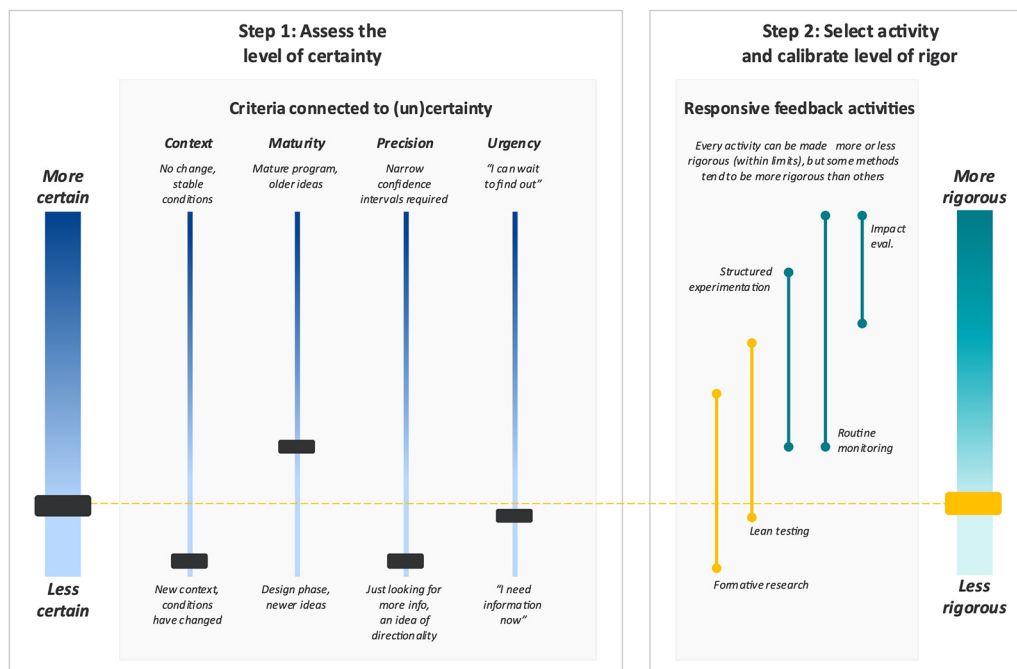 Step 1: Assess the
level of certainty
Criteria connected to (un)certainty
More
certain
Context
No change,
stable
conditions
Maturity
Mature program,
older ideas
Precision
Narrow
confidence
intervals required
Urgency
“I can wait
to find out”
Less
certain
New context,
conditions
have changed
Design phase,
newer ideas
Just looking for
more info,
an idea of
directionality
“I need
information
now”
Step 2: Select activity
and calibrate level of rigor
Responsive feedback activities
Every activity can be made more or less
rigorous (within limits), but some methods
tend to be more rigorous than others
More
rigorous
Impact
eval.
Structured
experimentation
Routine
monitoring
Lean testing
Formative research
Less
rigorous